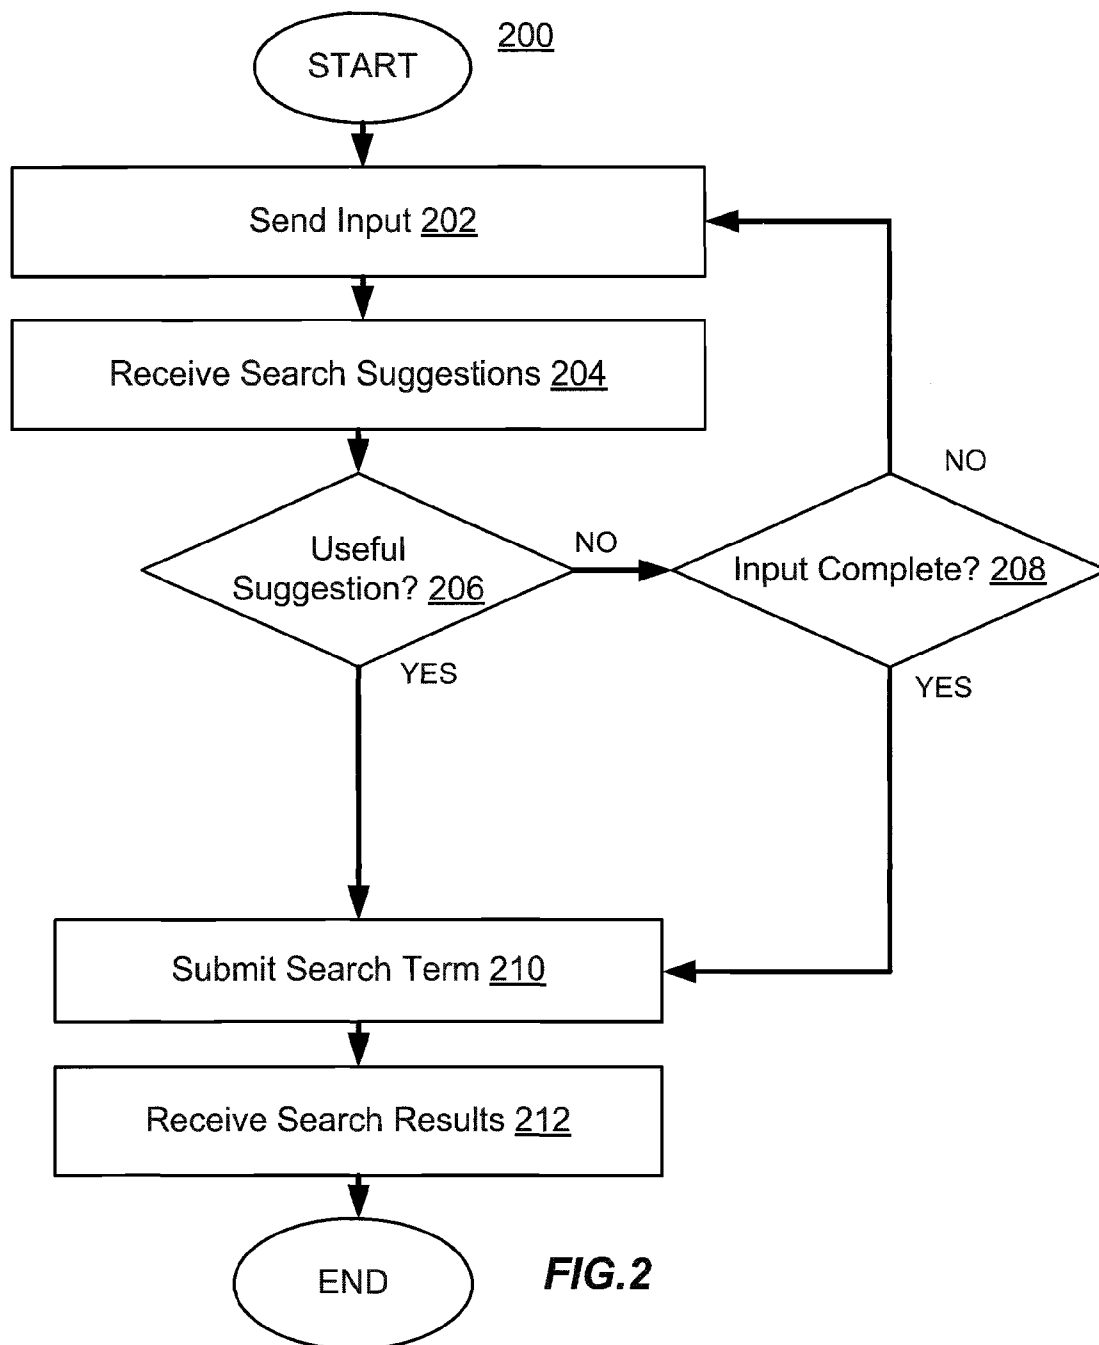 200
START
Send Input 202
Receive Search Suggestions 204
NO
Useful
Suggestion? 206
NO
Input Complete? 208
YES
YES
Submit Search Term 210
Receive Search Results 212
END
FIG.2